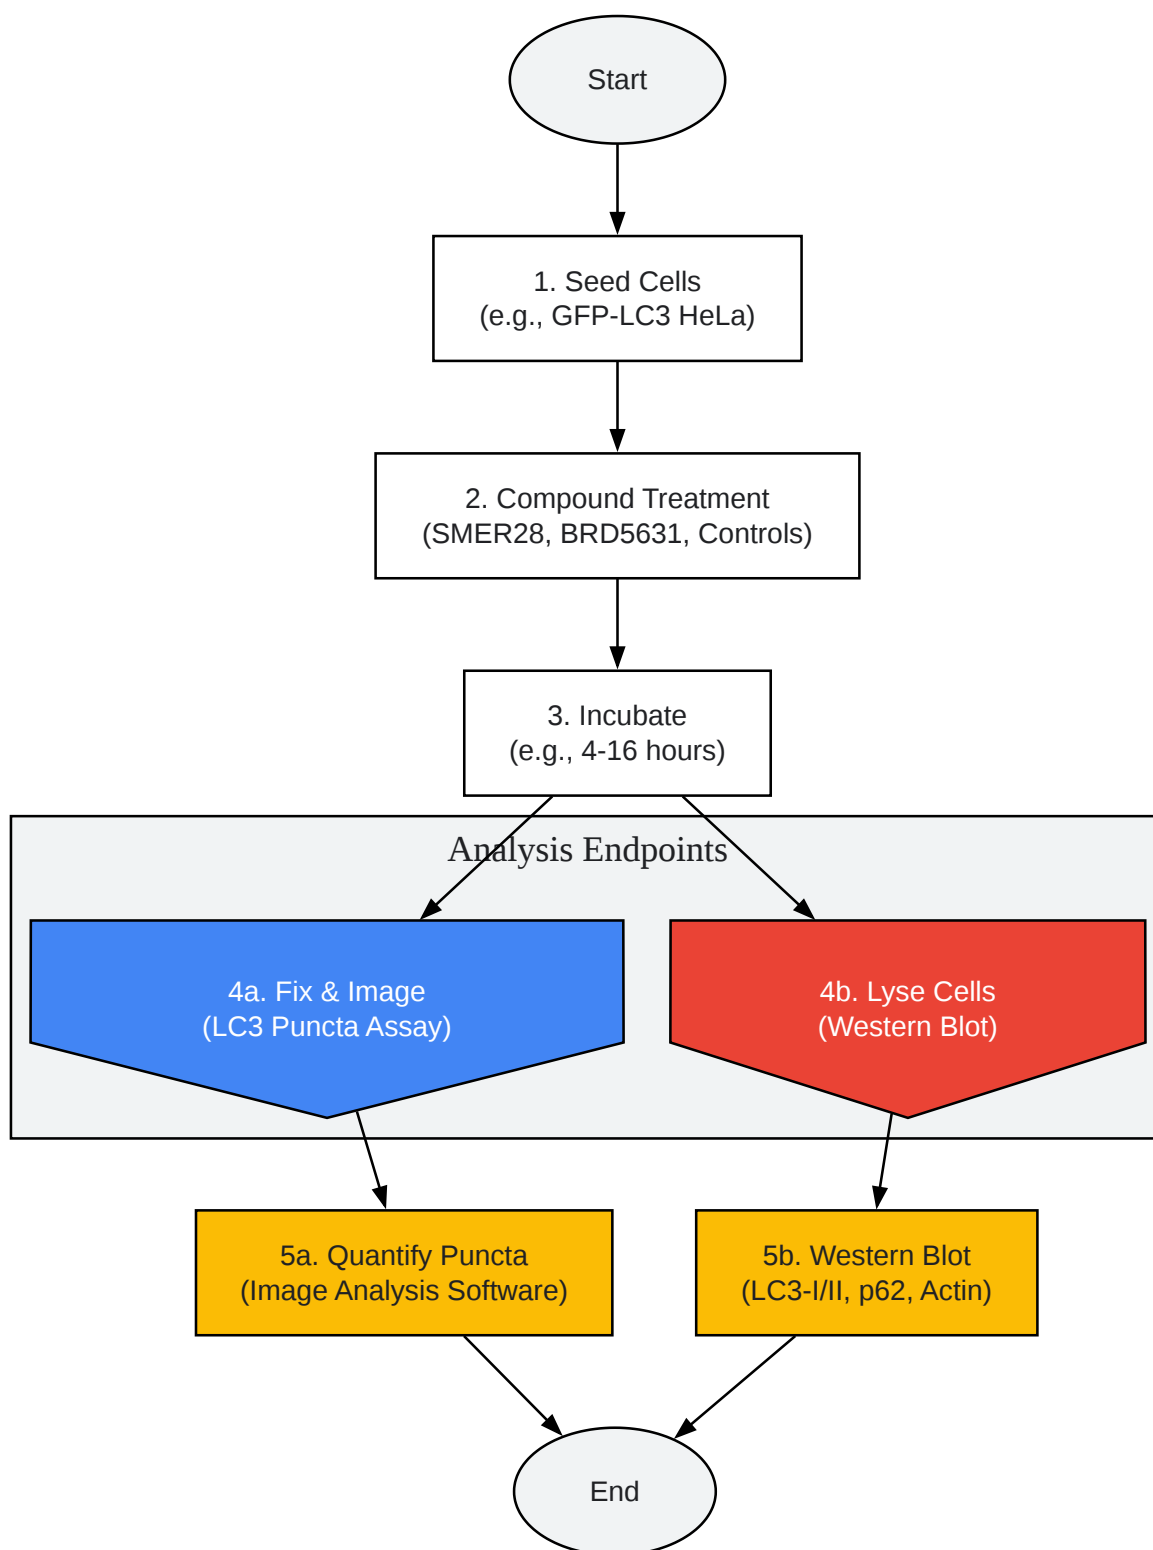 Start
1. Seed Cells
(e.g., GFP-LC3 HeLa)
2. Compound Treatment
(SMER28, BRD5631, Controls)
3. Incubate
(e.g., 4-16 hours)
Analysis Endpoints
4a. Fix & Image
(LC3 Puncta Assay)
4b. Lyse Cells
(Western Blot)
5a. Quantify Puncta
(Image Analysis Software)
5b. Western Blot
(LC3-I/II, p62, Actin)
End